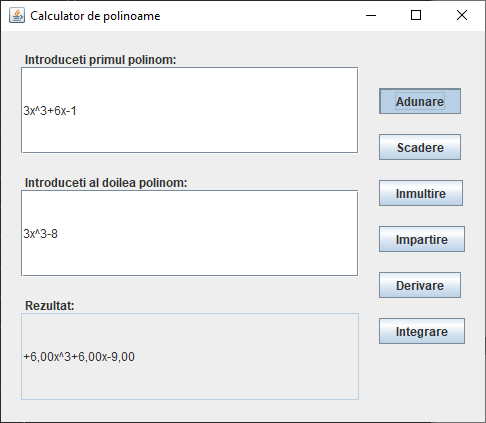 Calculator de polinoame
Introduceti primul polinom:
3x^3+6x-1
Adunare
Scadere
Introduceti al doilea polinom:
3x^3-8
Inmultire
Impartire
Derivare
Rezultat:
+6,00x^3+6,00x-9,00
Integrare